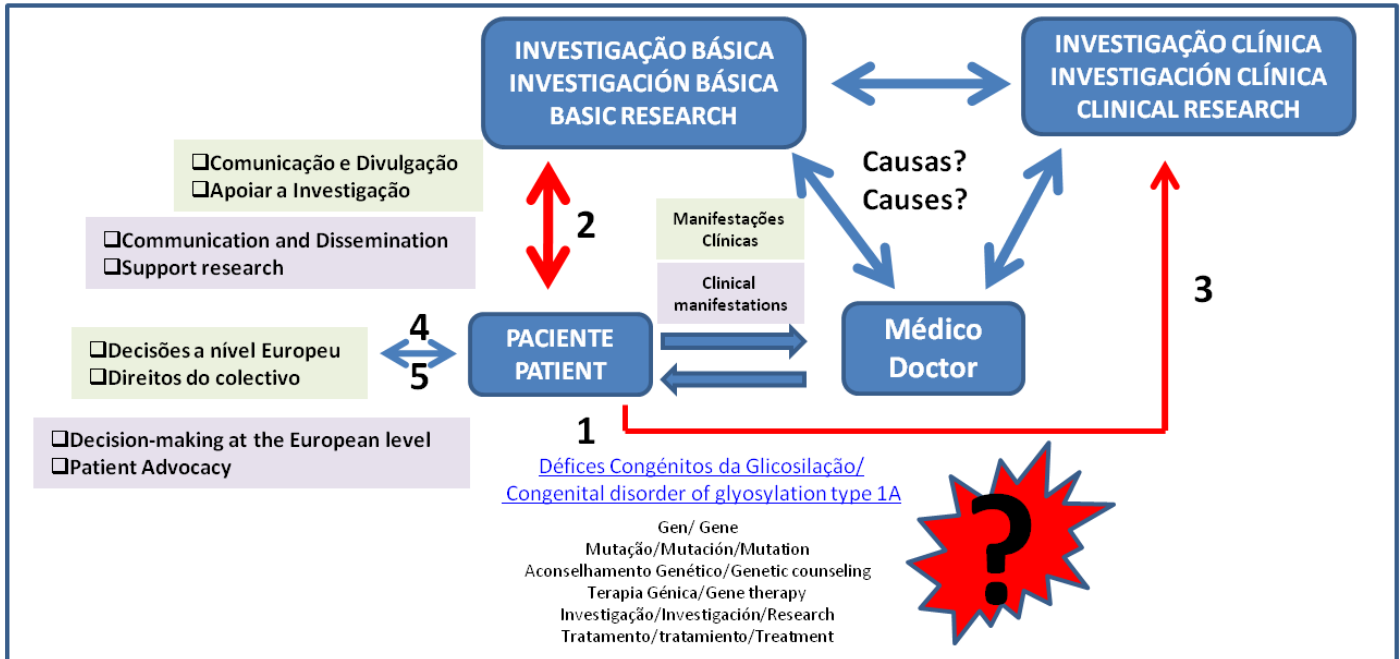 INVESTIGAÇÃO BÁSICA
INVESTIGACIÓN BÁSICA
BASIC RESEARCH
INVESTIGAÇÃO CLÍNICA
INVESTIGACIÓN CLÍNICA
CLINICAL RESEARCH
❑Comunicação e Divulgação
❑Apoiar a Investigação
❑Communication and Dissemination
❑Support research
2
Manifestações
Clínicas
Clinical
manifestations
Causas?
Causes?
3
4
5
❑Decisões a nível Europeu
❑Direitos do colectivo
❑Decision-making at the European level
❑Patient Advocacy
PACIENTE
PATIENT
Médico
Doctor
1
Défices Congénitos da Glicosilação/
Congenital disorder of glyosylation type 1A
Gen/ Gene
Mutação/Mutación/Mutation
Aconselhamento Genético/Genetic counseling
Terapia Génica/Gene therapy
Investigação/Investigación/Research
Tratamento/tratamiento/Treatment
?